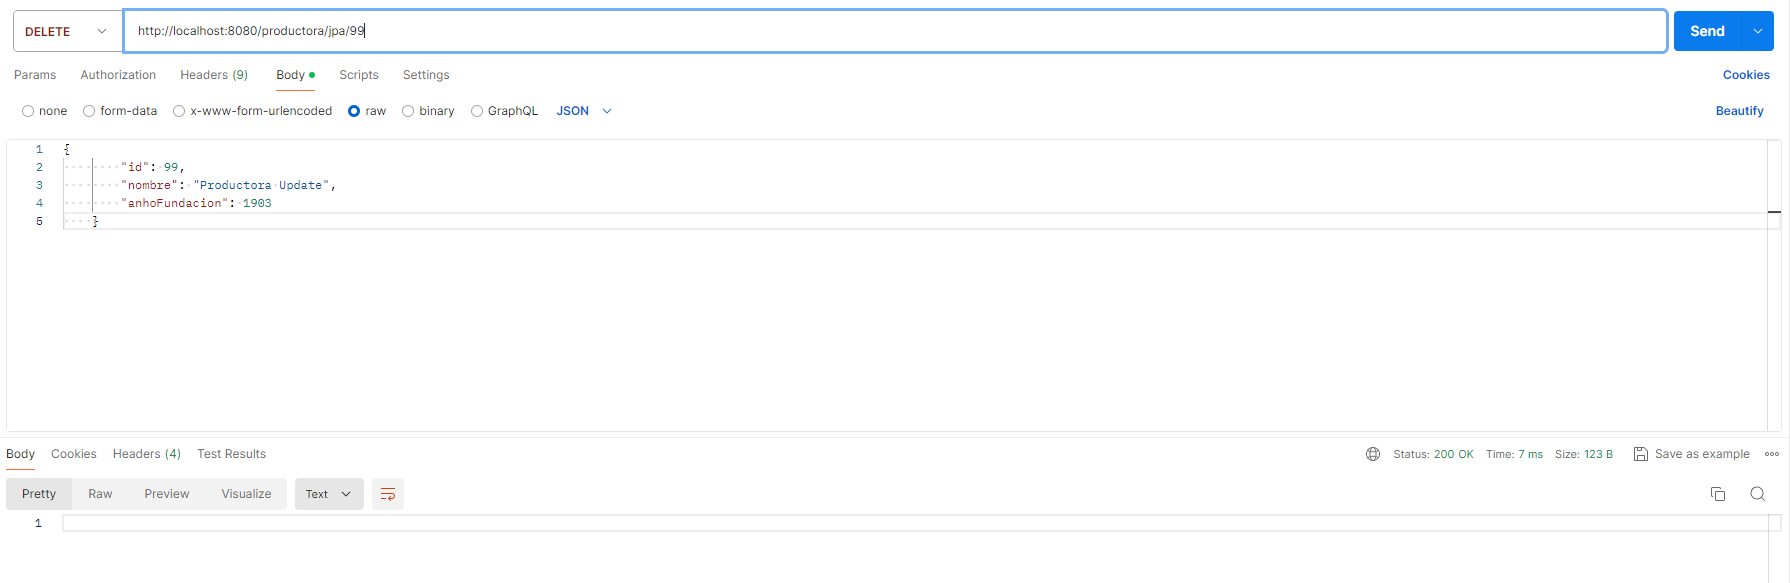 DELETE http://localhost:8080/productora/jpa/99 Send
Params Authorization Headers (9) Body Scripts Settings Cookies
none form-data x-www-form-urlencoded raw binary GraphQL JSON Beautify
1 {
2 "id": 99,
3 "nombre": "Productora Update",
4 "anhoFundacion": 1903
5 }
Body Cookies Headers (4) Test Results Status: 200 OK Time: 7 ms Size: 123 B Save as example
Pretty Raw Preview Visualize Text
1